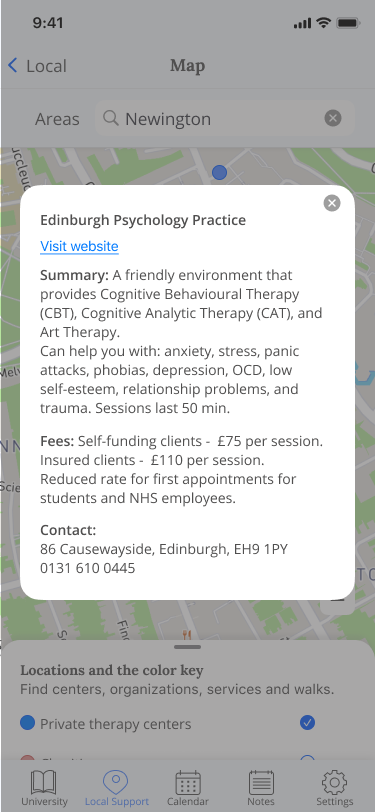 9:41
Local
Map
Areas
Newington
Edinburgh Psychology Practice
Visit website
Summary: A friendly environment that
provides Cognitive Behavioural Therapy
(CBT), Cognitive Analytic Therapy (CAT), and
Art Therapy.
Can help you with: anxiety, stress, panic
attacks, phobias, depression, OCD, low
self-esteem, relationship problems, and
trauma. Sessions last 50 min.
Fees: Self-funding clients - £75 per session.
Insured clients - £110 per session.
Reduced rate for first appointments for
students and NHS employees.
Contact:
86 Causewayside, Edinburgh, EH9 1PY
0131 610 0445
Locations and the color key
Find centers, organizations, services and walks.
Private therapy centers
University
Local Support
Calendar
Notes
Settings